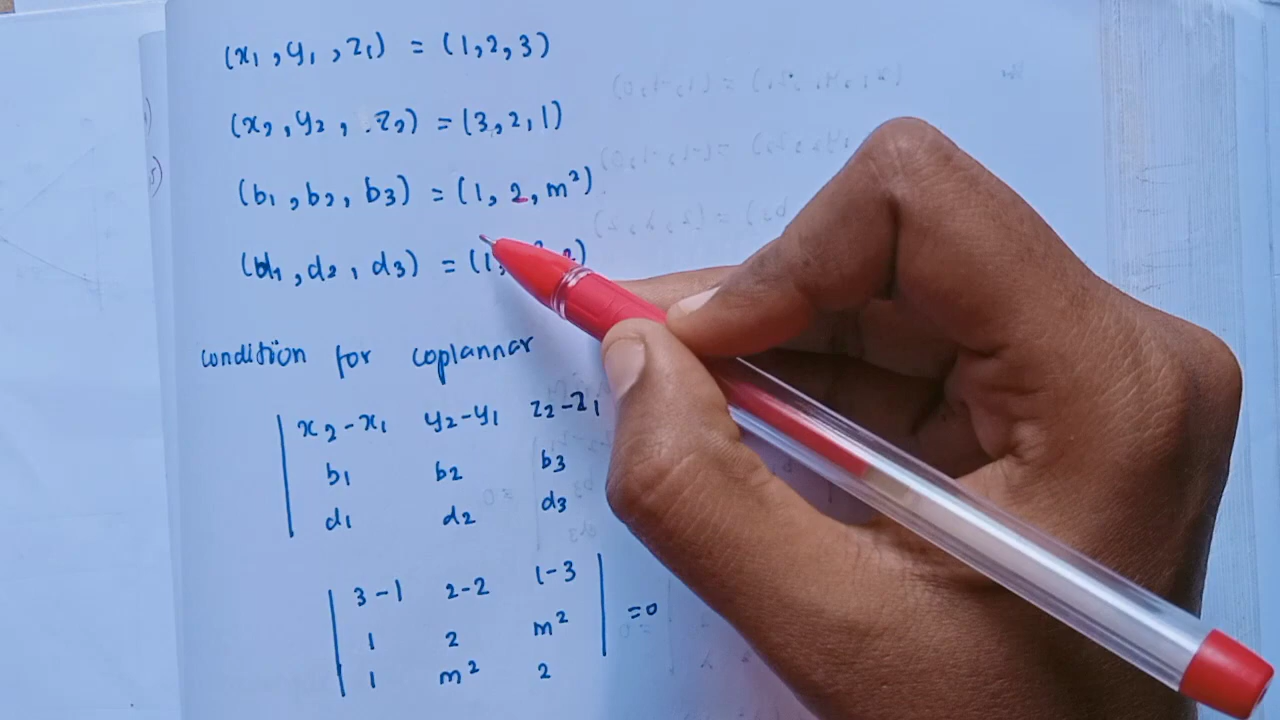 (x₁, y₁, z₁) = (1, 2, 3)
(x₂, y₂, z₂) = (3, 2, 1)
(b₁, b₂, b₃) = (1, 2, m²)
(d₁, d₂, d₃) = (1, 2)
condition for coplannar
| x₂-x₁ y₂-y₁ z₂-z₁
b₁ b₂ b₃
d₁ d₂ d₃
| 3-1 2-2 1-3 |
1 2 m² | =0
| 1 m² 2